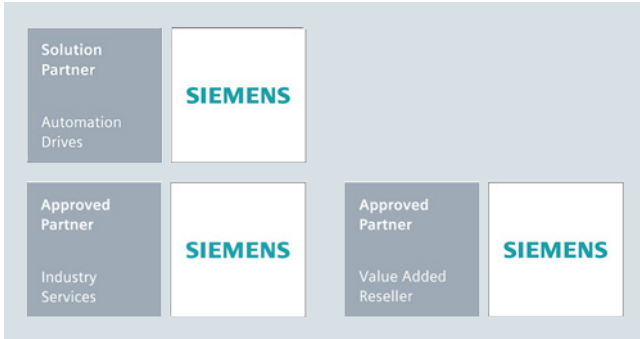 Solution
Partner
Automation
Drives
SIEMENS
Approved
Partner
Industry
Services
SIEMENS
Approved
Partner
Value Added
Reseller
SIEMENS